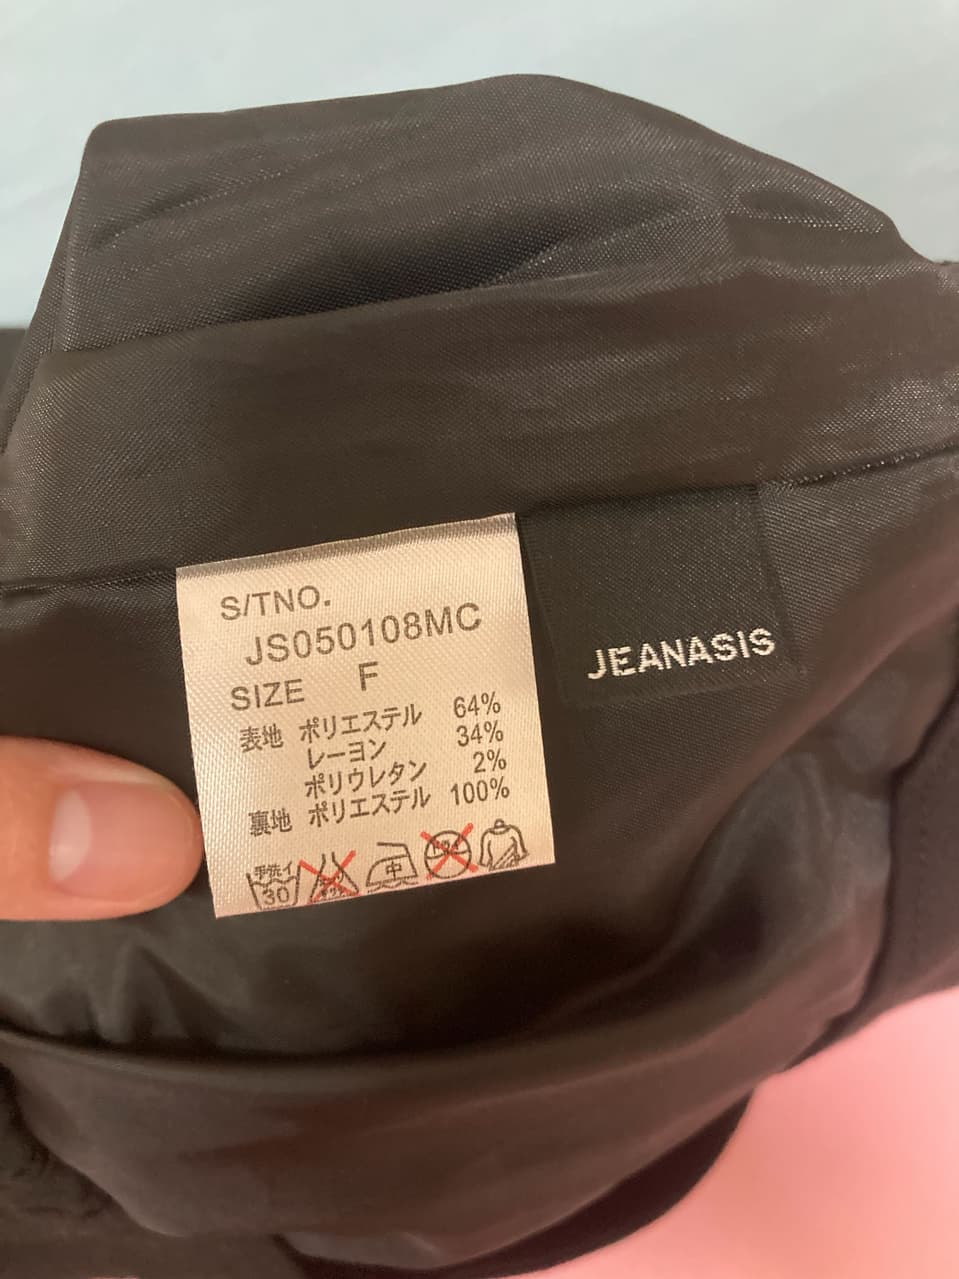 S/TNO.
JS050108MC
SIZE F
表地 ポリエステル 64%
レーヨン 34%
ポリウレタン 2%
裏地 ポリエステル 100%
手洗イ
30
中
JEANASIS